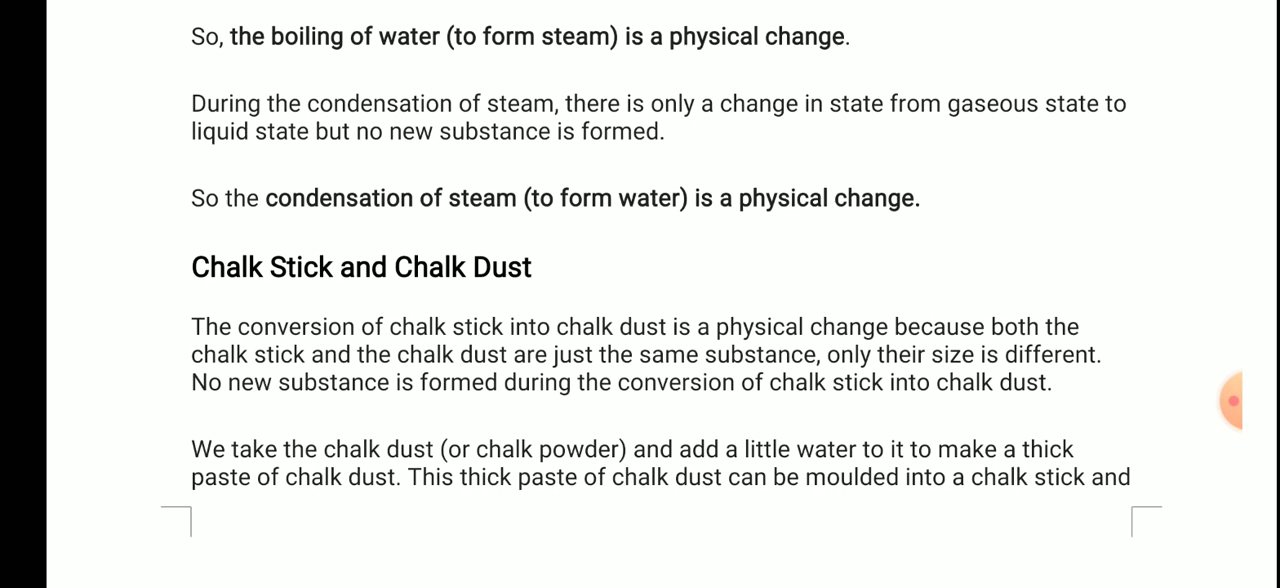 So, the boiling of water (to form steam) is a physical change.
During the condensation of steam, there is only a change in state from gaseous state to
liquid state but no new substance is formed.
So the condensation of steam (to form water) is a physical change.
Chalk Stick and Chalk Dust
The conversion of chalk stick into chalk dust is a physical change because both the
chalk stick and the chalk dust are just the same substance, only their size is different.
No new substance is formed during the conversion of chalk stick into chalk dust.
We take the chalk dust (or chalk powder) and add a little water to it to make a thick
paste of chalk dust. This thick paste of chalk dust can be moulded into a chalk stick and